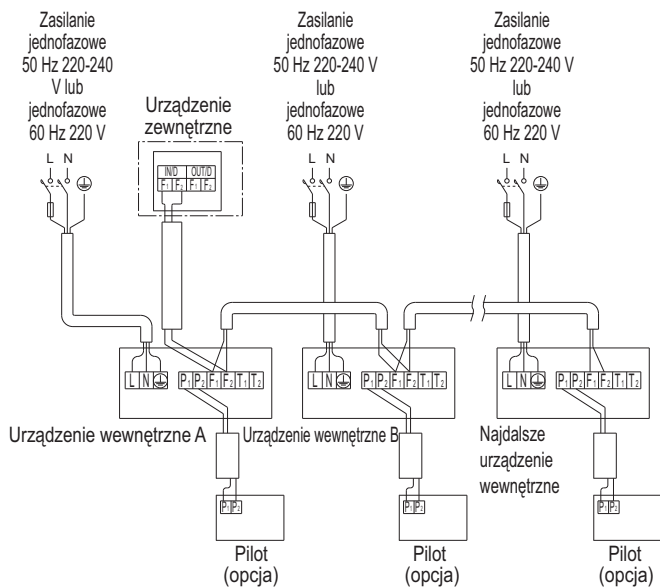 Zasilanie
jednofazowe
50 Hz 220-240
V lub
jednofazowe
60 Hz 220 V
L N
Urządzenie
zewnętrzne
IN/D OUT/D
F₁ F₂ F₁ F₂
Zasilanie
jednofazowe
50 Hz 220-240 V
lub
jednofazowe
60 Hz 220 V
L N
Zasilanie
jednofazowe
50 Hz 220-240 V
lub
jednofazowe
60 Hz 220 V
L N
L N P₁ P₂ F₁ F₂ T₁ T₂
L N P₁ P₂ F₁ F₂ T₁ T₂
L N P₁ P₂ F₁ F₂ T₁ T₂
Urządzenie wewnętrzne A
Urządzenie wewnętrzne B
Najdalsze
urządzenie
wewnętrzne
P₁ P₂
P₁ P₂
P₁ P₂
Pilot
(opcja)
Pilot
(opcja)
Pilot
(opcja)